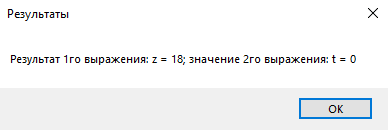 Результаты
Результат 1го выражения: z = 18; значение 2го выражения: t = 0
OK